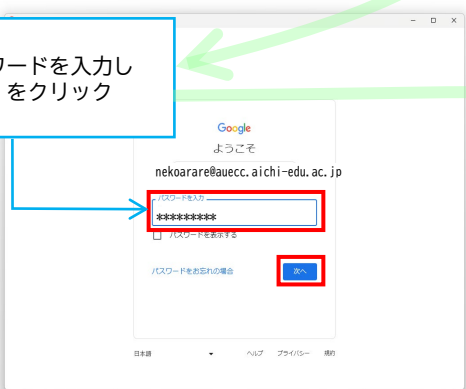 ワードを入力し
をクリック
Google
ようこそ
nekoarare@auecc.aichi-edu.ac.jp
パスワードを入力
*********
パスワードを表示する
パスワードをお忘れの場合
次へ
日本語 ヘルプ プライバシー 規約